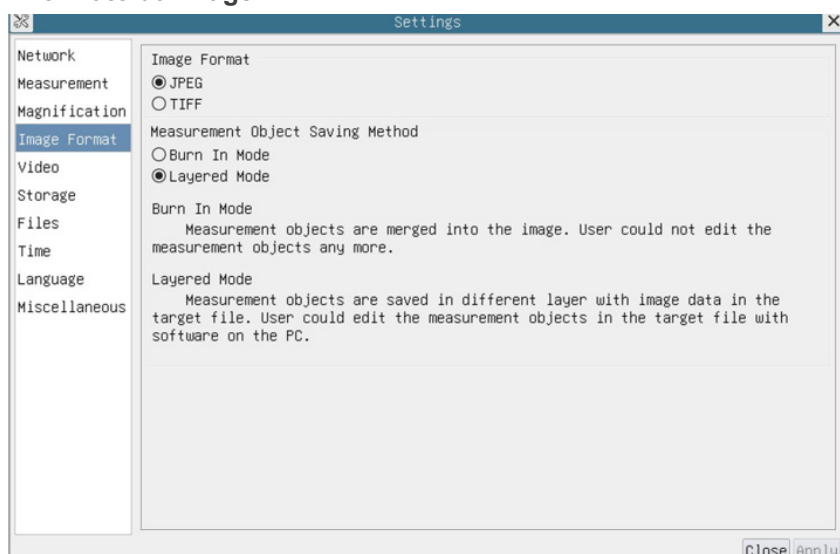 Settings
Network
Measurement
Magnification
Image Format
Video
Storage
Files
Time
Language
Miscellaneous
Image Format
JPEG
TIFF
Measurement Object Saving Method
Burn In Mode
Layered Mode
Burn In Mode
Measurement objects are merged into the image. User could not edit the
measurement objects any more.
Layered Mode
Measurement objects are saved in different layer with image data in the
target file. User could edit the measurement objects in the target file with
software on the PC.
Close Apply